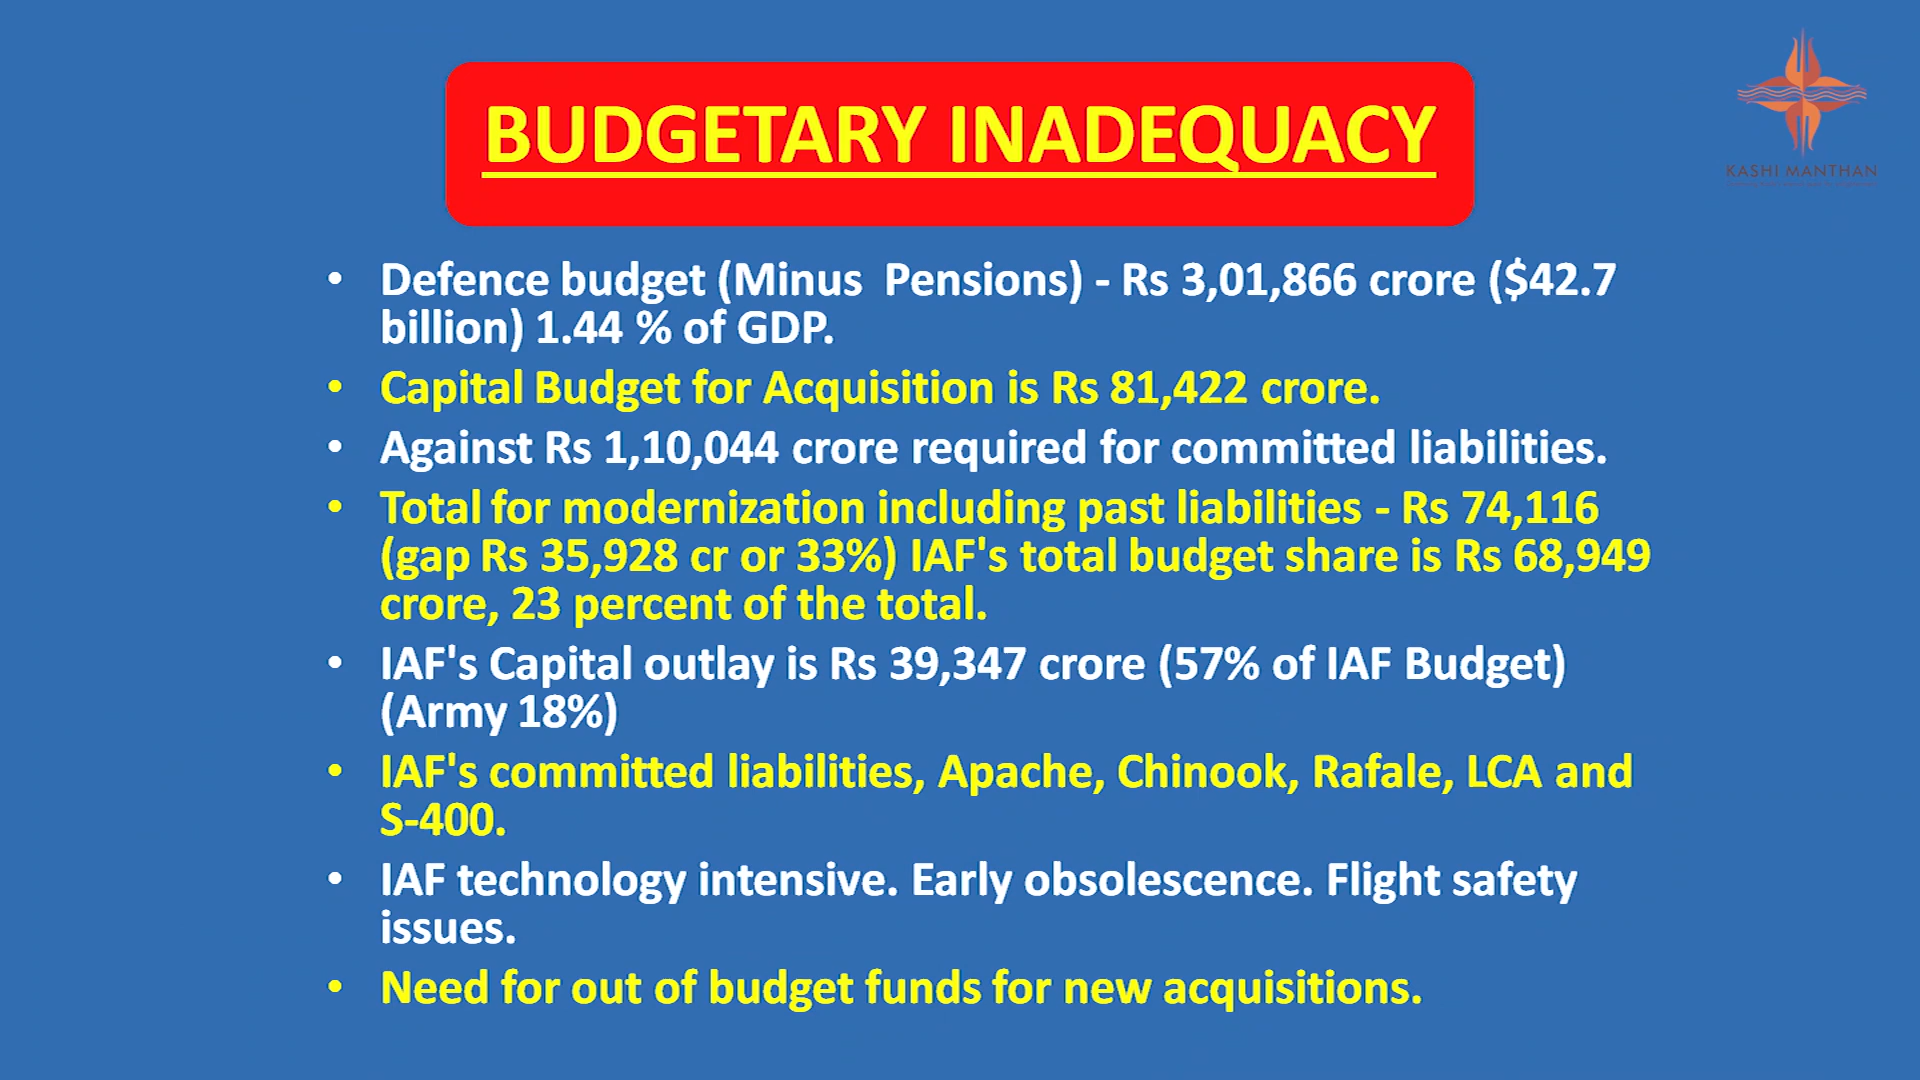 BUDGETARY INADEQUACY
KASHI MANTHAN
• Defence budget (Minus Pensions) - Rs 3,01,866 crore ($42.7
billion) 1.44 % of GDP.
• Capital Budget for Acquisition is Rs 81,422 crore.
• Against Rs 1,10,044 crore required for committed liabilities.
• Total for modernization including past liabilities - Rs 74,116
(gap Rs 35,928 cr or 33%) IAF's total budget share is Rs 68,949
crore, 23 percent of the total.
• IAF's Capital outlay is Rs 39,347 crore (57% of IAF Budget)
(Army 18%)
• IAF's committed liabilities, Apache, Chinook, Rafale, LCA and
S-400.
• IAF technology intensive. Early obsolescence. Flight safety
issues.
• Need for out of budget funds for new acquisitions.